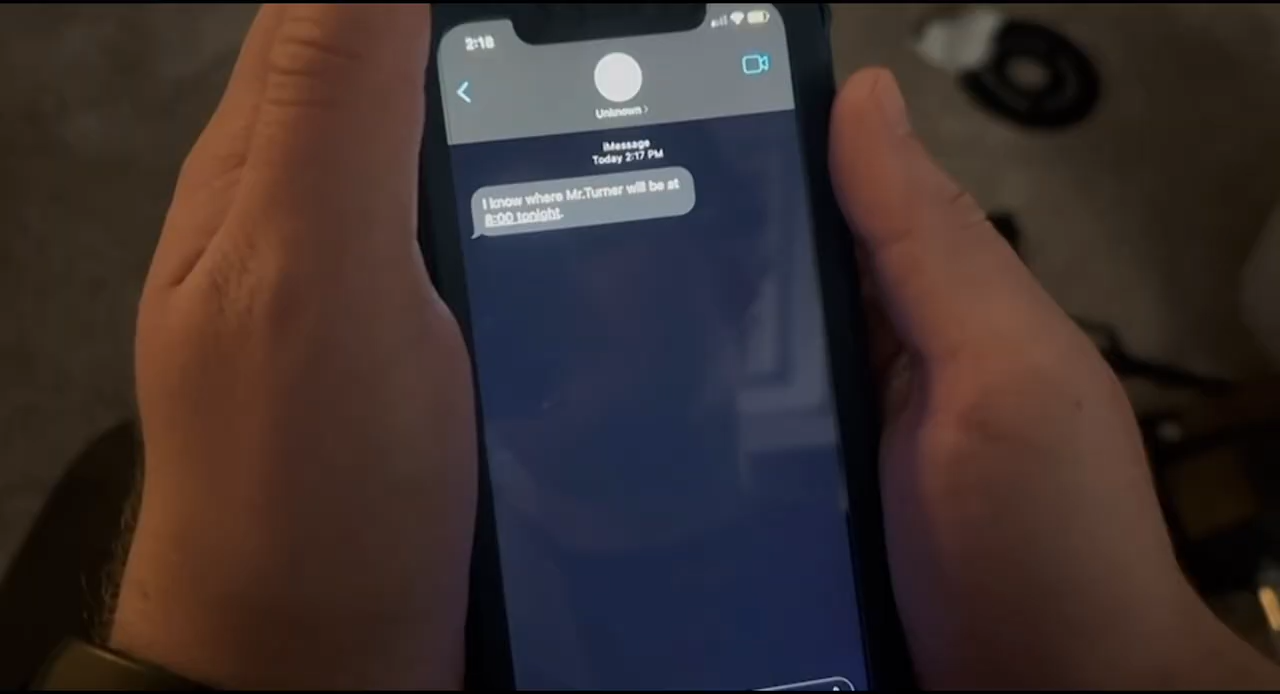 2:18
Unknown >
iMessage
Today 2:17 PM
I know where Mr.Turner will be at
8:00 tonight.